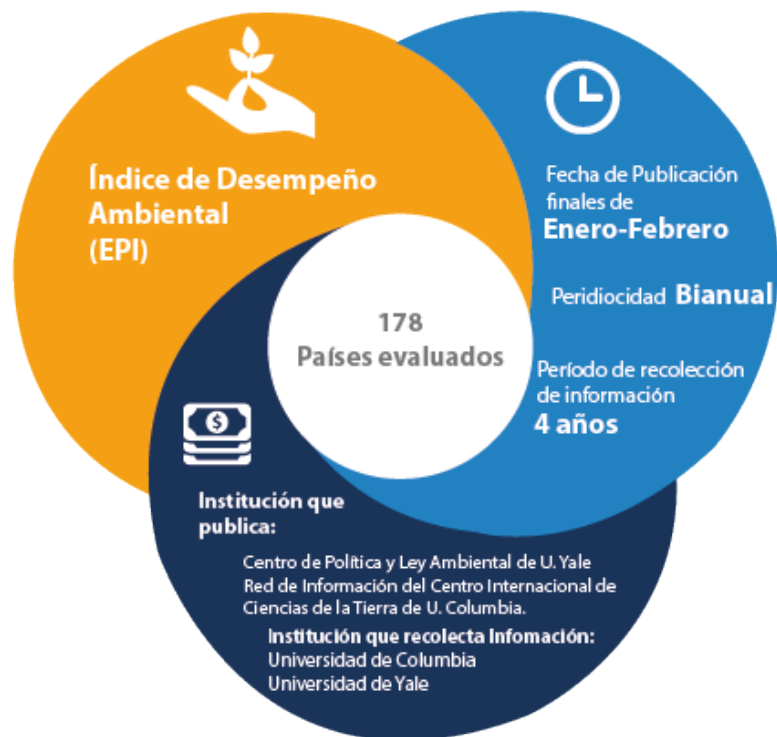 Índice de Desempeño
Ambiental
(EPI)
Fecha de Publicación
finales de
Enero-Febrero
Peridiocidad Bianual
Período de recolección
de información
4 años
178
Países evaluados
$
Institución que
publica:
Centro de Política y Ley Ambiental de U. Yale
Red de Información del Centro Internacional de
Ciencias de la Tierra de U. Columbia.
Institución que recolecta Infomación:
Universidad de Columbia
Universidad de Yale